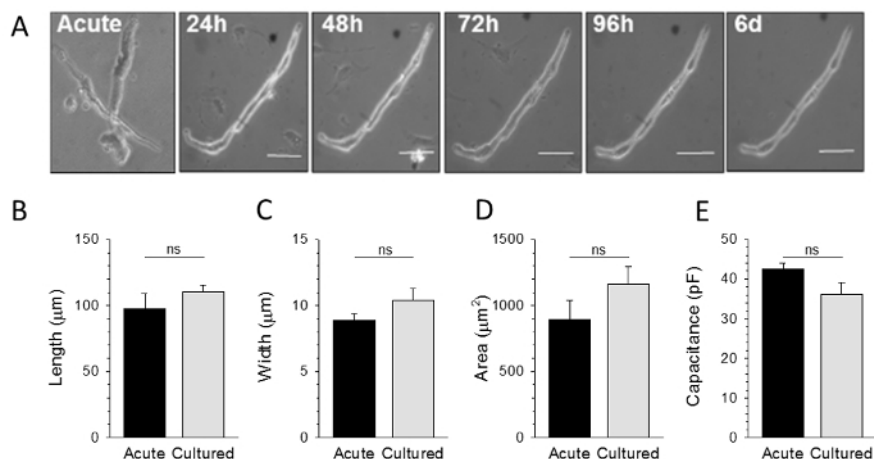 A
Acute 24h 48h 72h 96h 6d
B C D E
ns ns ns ns
150 15 1500 50
40
100 10 1000 30
50 5 500 20
10
0 0 0 0
Length (μm) Width (μm) Area (μm²) Capacitance (pF)
Acute Cultured Acute Cultured Acute Cultured Acute Cultured